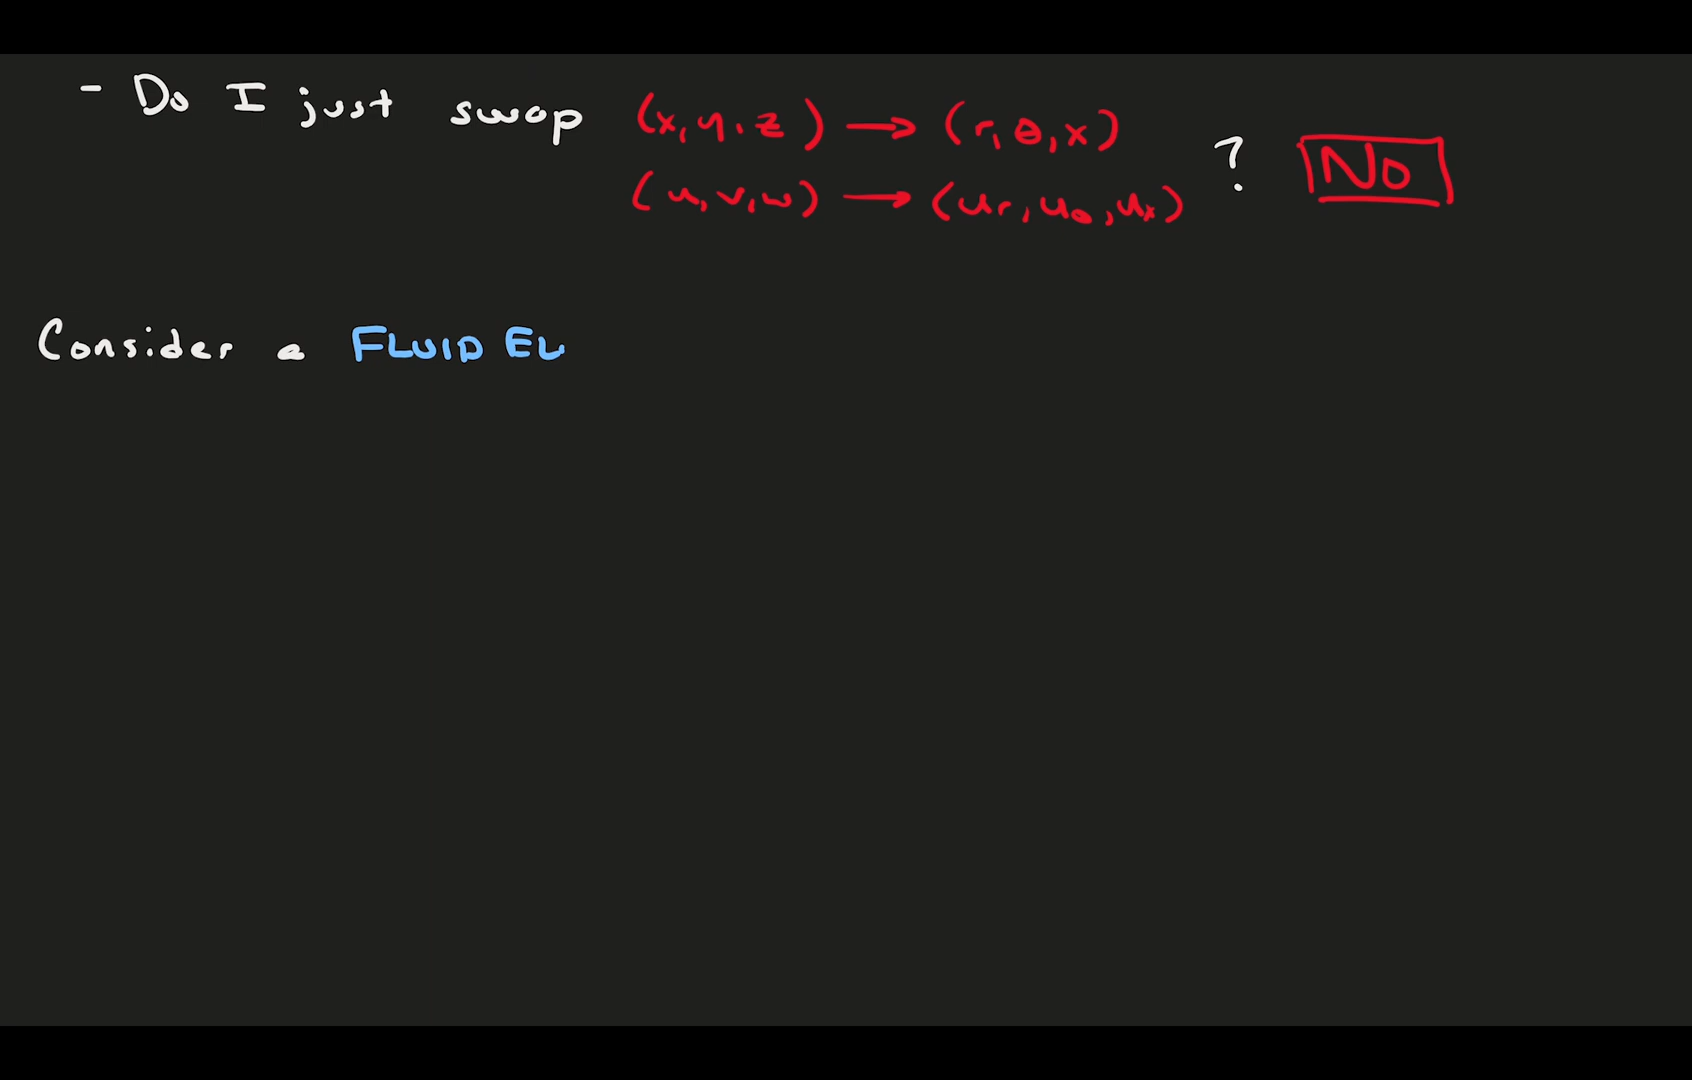 - Do I just swap (x, y, z) → (r, θ, x)
(u, v, w) → (ur, uθ, ux) ? NO
Consider a FLUID EL